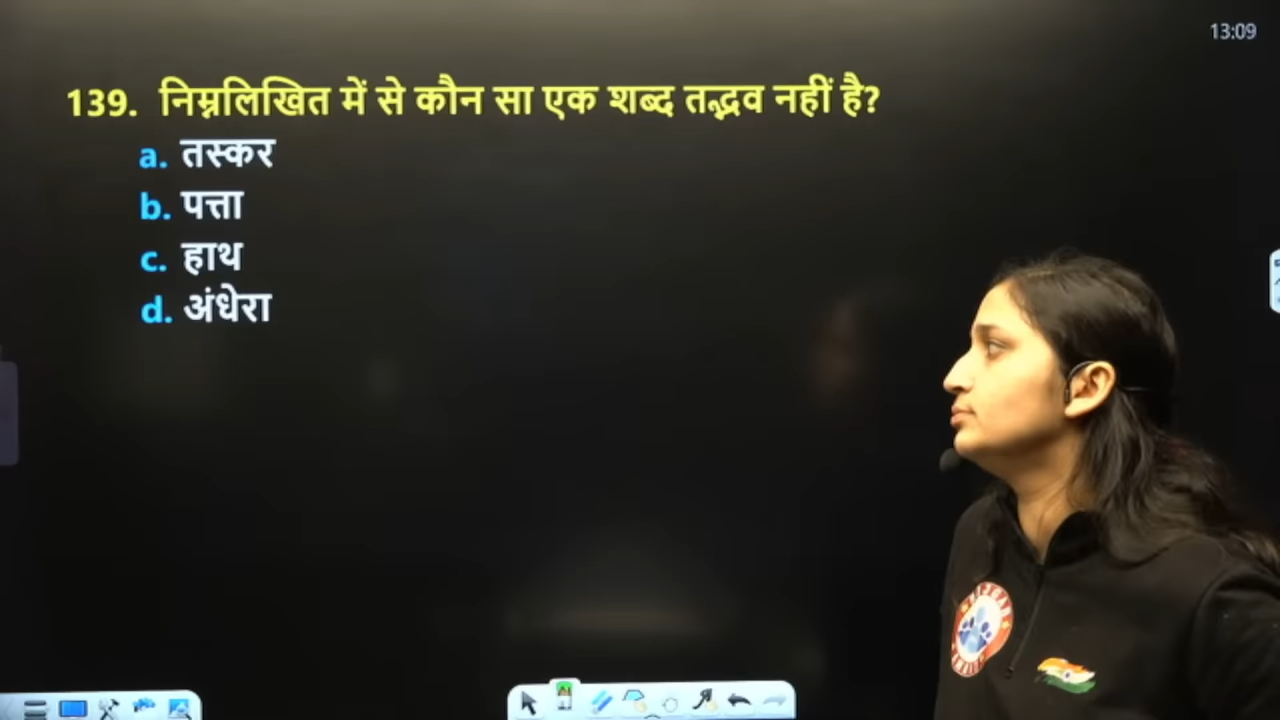 13:09
139. निम्नलिखित में से कौन सा एक शब्द तद्भव नहीं है?
a. तस्कर
b. पत्ता
c. हाथ
d. अंधेरा